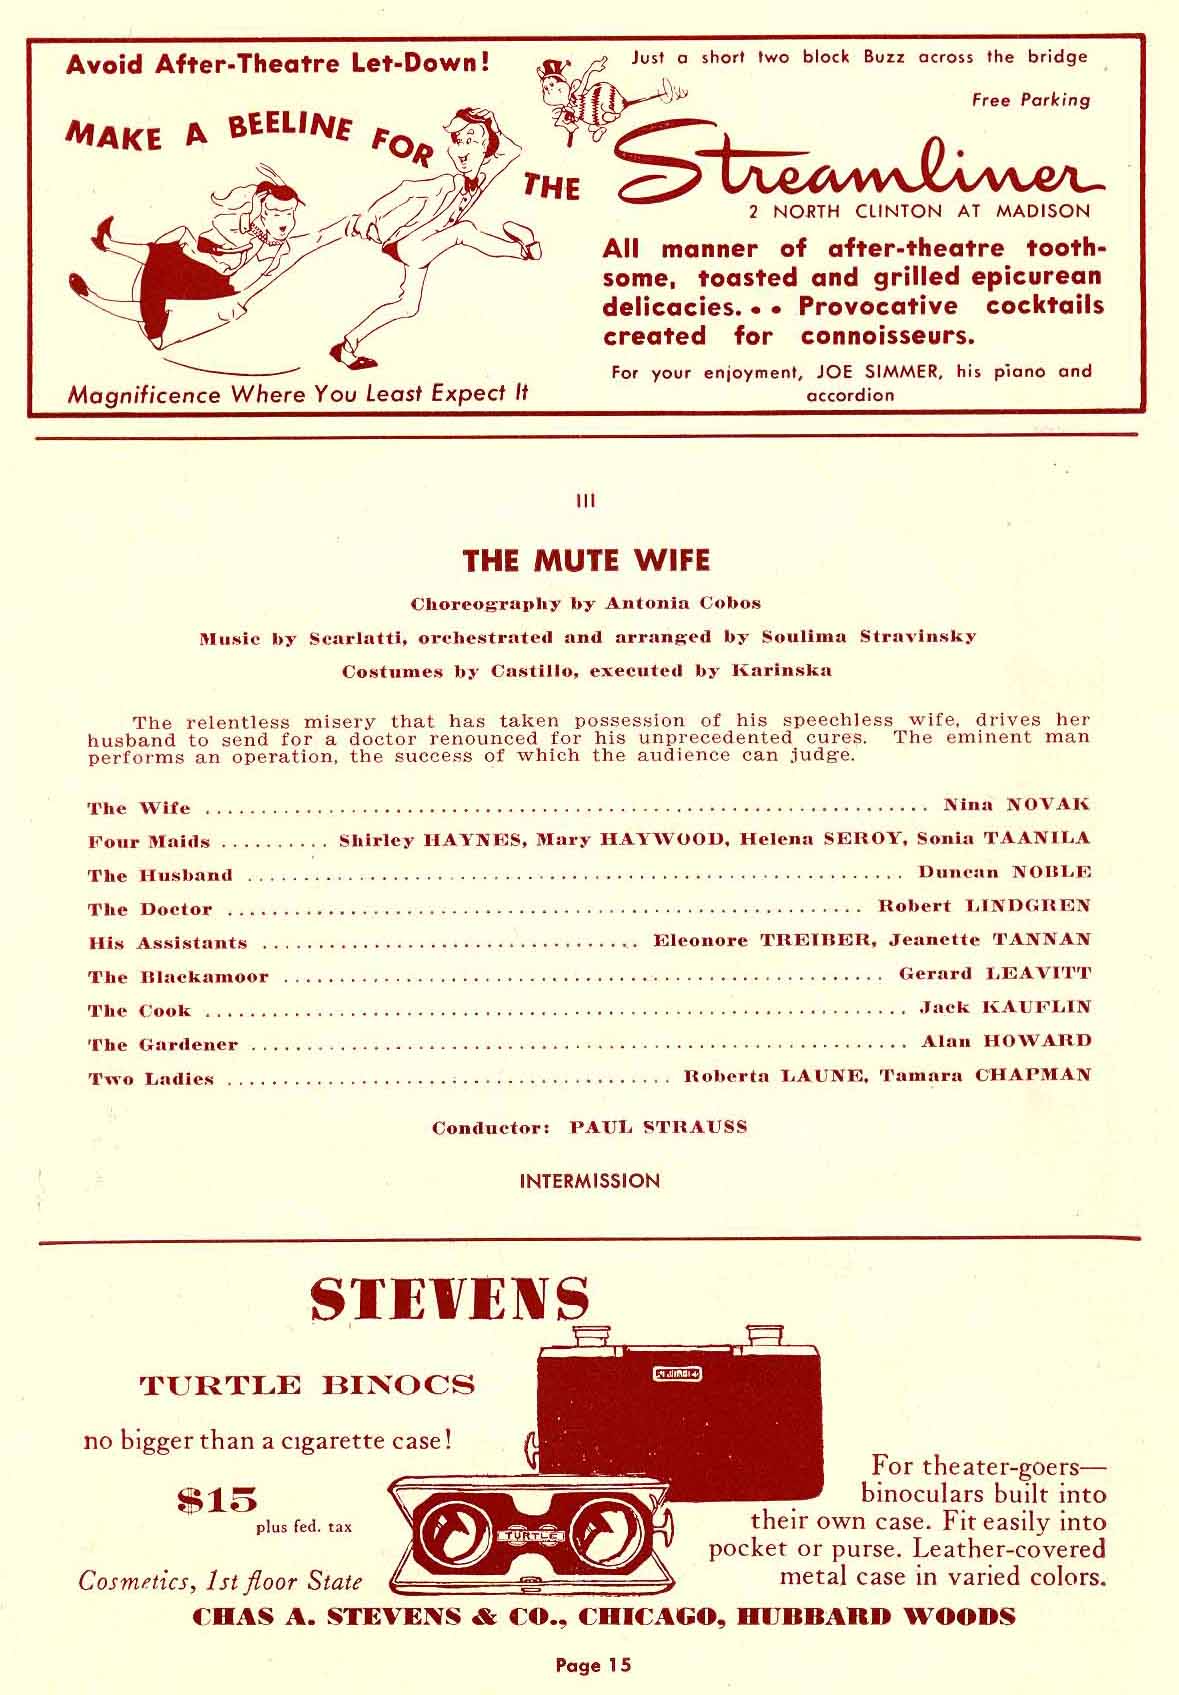 Avoid After-Theatre Let-Down!
MAKE A BEELINE FOR THE
Just a short two block Buzz across the bridge
Free Parking
Streamliner
2 NORTH CLINTON AT MADISON
All manner of after-theatre tooth-
some, toasted and grilled epicurean
delicacies. • • Provocative cocktails
created for connoisseurs.
For your enjoyment, JOE SIMMER, his piano and
accordion
Magnificence Where You Least Expect It
III
THE MUTE WIFE
Choreography by Antonia Cobos
Music by Scarlatti, orchestrated and arranged by Soulima Stravinsky
Costumes by Castillo, executed by Karinska
The relentless misery that has taken possession of his speechless wife, drives her
husband to send for a doctor renounced for his unprecedented cures. The eminent man
performs an operation, the success of which the audience can judge.
The Wife ........ Nina NOVAK
Four Maids .......... Shirley HAYNES, Mary HAYWOOD, Helena SEROY, Sonia TAANILA
The Husband ........ Duncan NOBLE
The Doctor ........ Robert LINDGREN
His Assistants ........ Eleonore TREIBER, Jeanette TANNAN
The Blackamoor ........ Gerard LEAVITT
The Cook ........ Jack KAUFLIN
The Gardener ........ Alan HOWARD
Two Ladies ........ Roberta LAUNE, Tamara CHAPMAN
Conductor: PAUL STRAUSS
INTERMISSION
STEVENS
TURTLE BINOCS
no bigger than a cigarette case!
$15
plus fed. tax
Cosmetics, 1st floor State
TURTLE
For theater-goers—
binoculars built into
their own case. Fit easily into
pocket or purse. Leather-covered
metal case in varied colors.
CHAS A. STEVENS & CO., CHICAGO, HUBBARD WOODS
Page 15